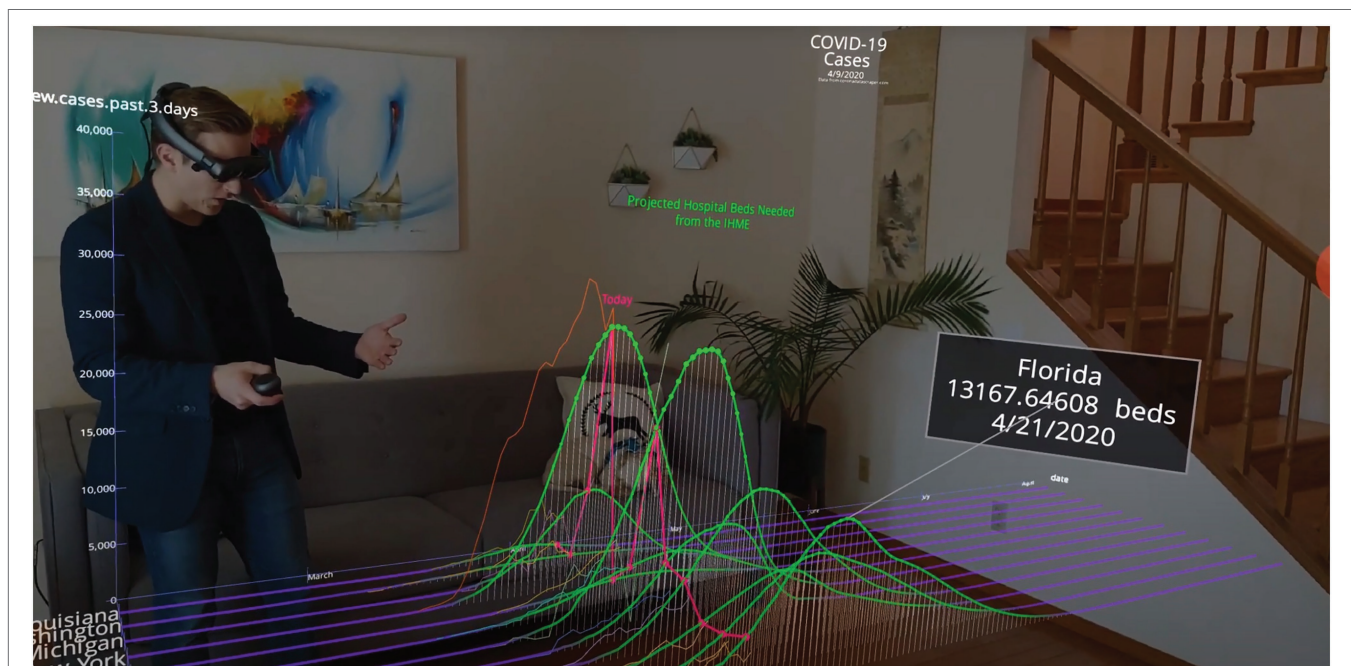 COVID-19
Cases
4/9/2020
ew.cases.past.3.days
40,000
35,000
Projected Hospital Beds Needed
from the IHME
30,000
Today
25,000
20,000
15,000
10,000
5,000
0
Florida
13167.64608 beds
4/21/2020
date
July
May
March
ouisiana
shington
Michigan
w York